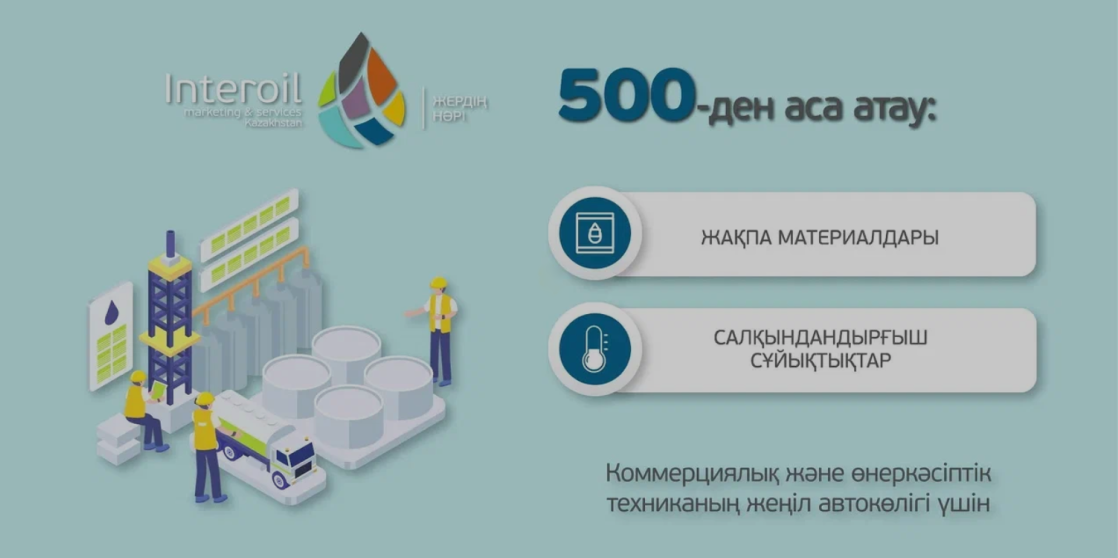 Interoil
marketing & services
Kazakhstan
ЖЕРДІҢ
НӘРІ
500-ден аса атау:
ЖАҚПА МАТЕРИАЛДАРЫ
САЛҚЫНДАНДЫРҒЫШ
СҰЙЫҚТЫҚТАР
Коммерциялық және өнеркәсіптік
техниканың жеңіл автокөлігі үшін